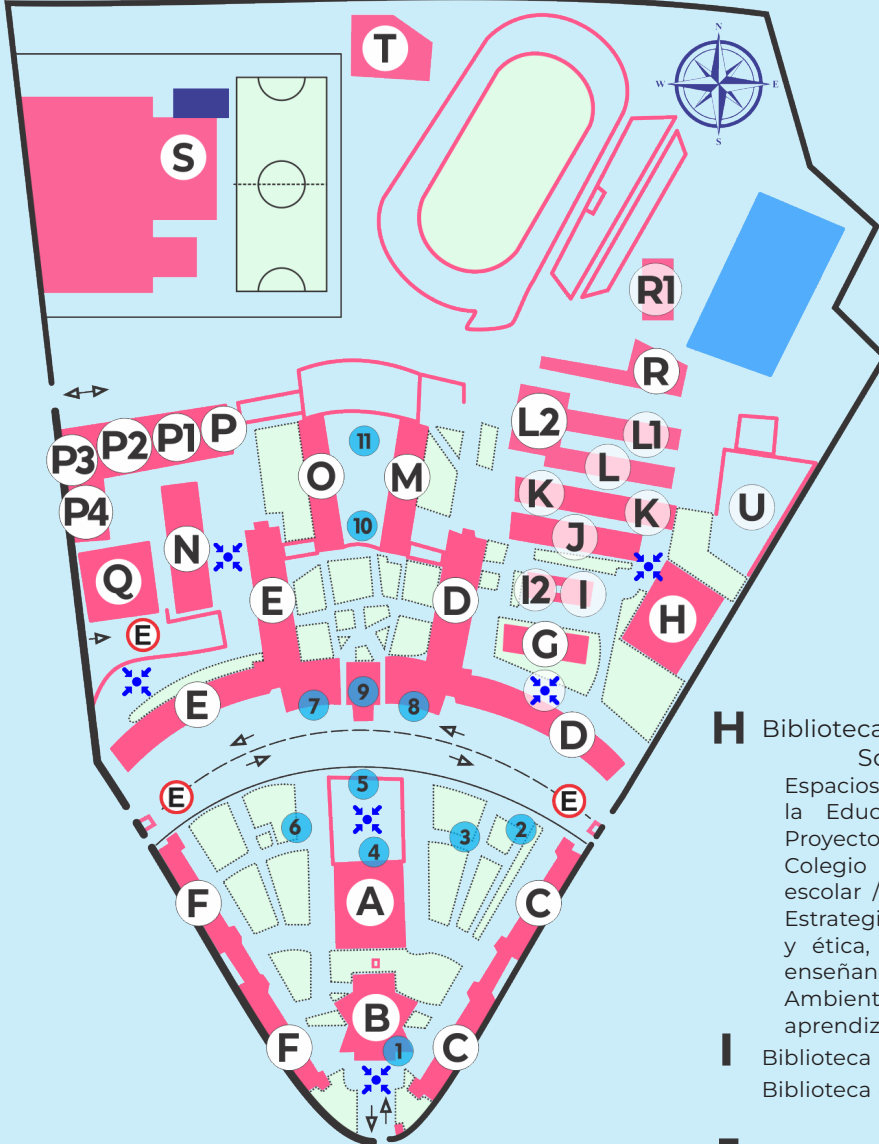 T
N
W E
S
S
R1
R
P3 P2 P1 P
11
L2
L1
O M
L
K
K
P4
10
J
U
N
Q
E
D
I2 I
H
E
G
E
7 9 8
D
E
5
E
6
4
3
2
F
A
C
B
F
1
C
H Biblioteca
So
Espacios
la Educ
Proyecto
Colegio
escolar /
Estrategi
y ética,
enseñan
Ambient
aprendiz
I Biblioteca
Biblioteca